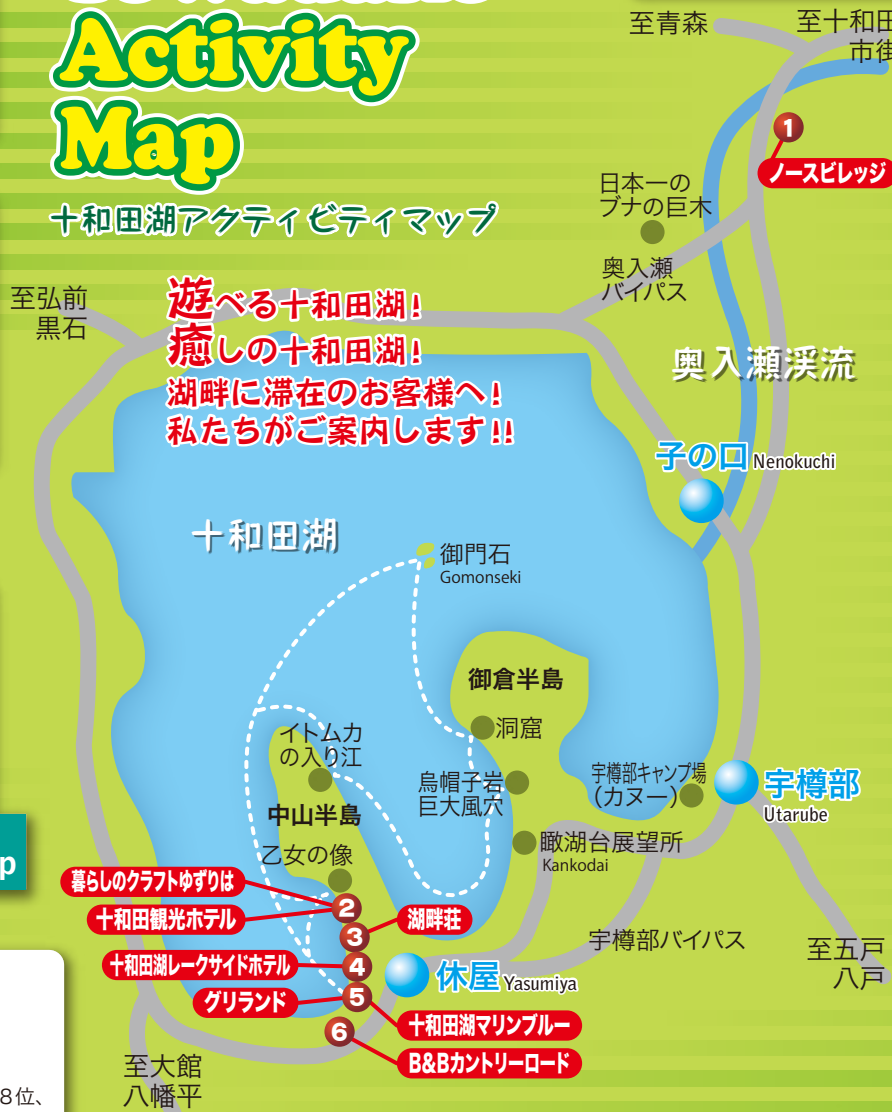 Activity
Map
十和田湖アクティビティマップ
遊べる十和田湖!
癒しの十和田湖!
湖畔に滞在のお客様へ!
私たちがご案内します!!
至青森
至十和田
市街
1
ノースビレッジ
日本一の
ブナの巨木
奥入瀬
バイパス
至弘前
黒石
奥入瀬渓流
子の口 Nenokuchi
十和田湖
御門石
Gomonseki
御倉半島
洞窟
イトムカ
の入り江
中山半島
烏帽子岩
巨大風穴
宇樽部キャンプ場
(カヌー)
宇樽部
Utarube
乙女の像
瞰湖台展望所
Kankodai
暮らしのクラフトゆずりは
十和田観光ホテル
2
3
湖畔荘
十和田湖レークサイドホテル
4
グリランド
5
十和田湖マリンブルー
6
B&Bカントリーロード
休屋 Yasumiya
宇樽部バイパス
至五戸
八戸
至大館
八幡平
p
8位、